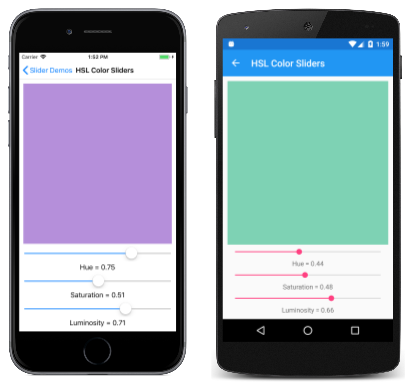 Carrier 1:52 PM
Slider Demos HSL Color Sliders
Hue = 0.75
Saturation = 0.51
Luminosity = 0.71
1:59
HSL Color Sliders
Hue = 0.44
Saturation = 0.48
Luminosity = 0.66